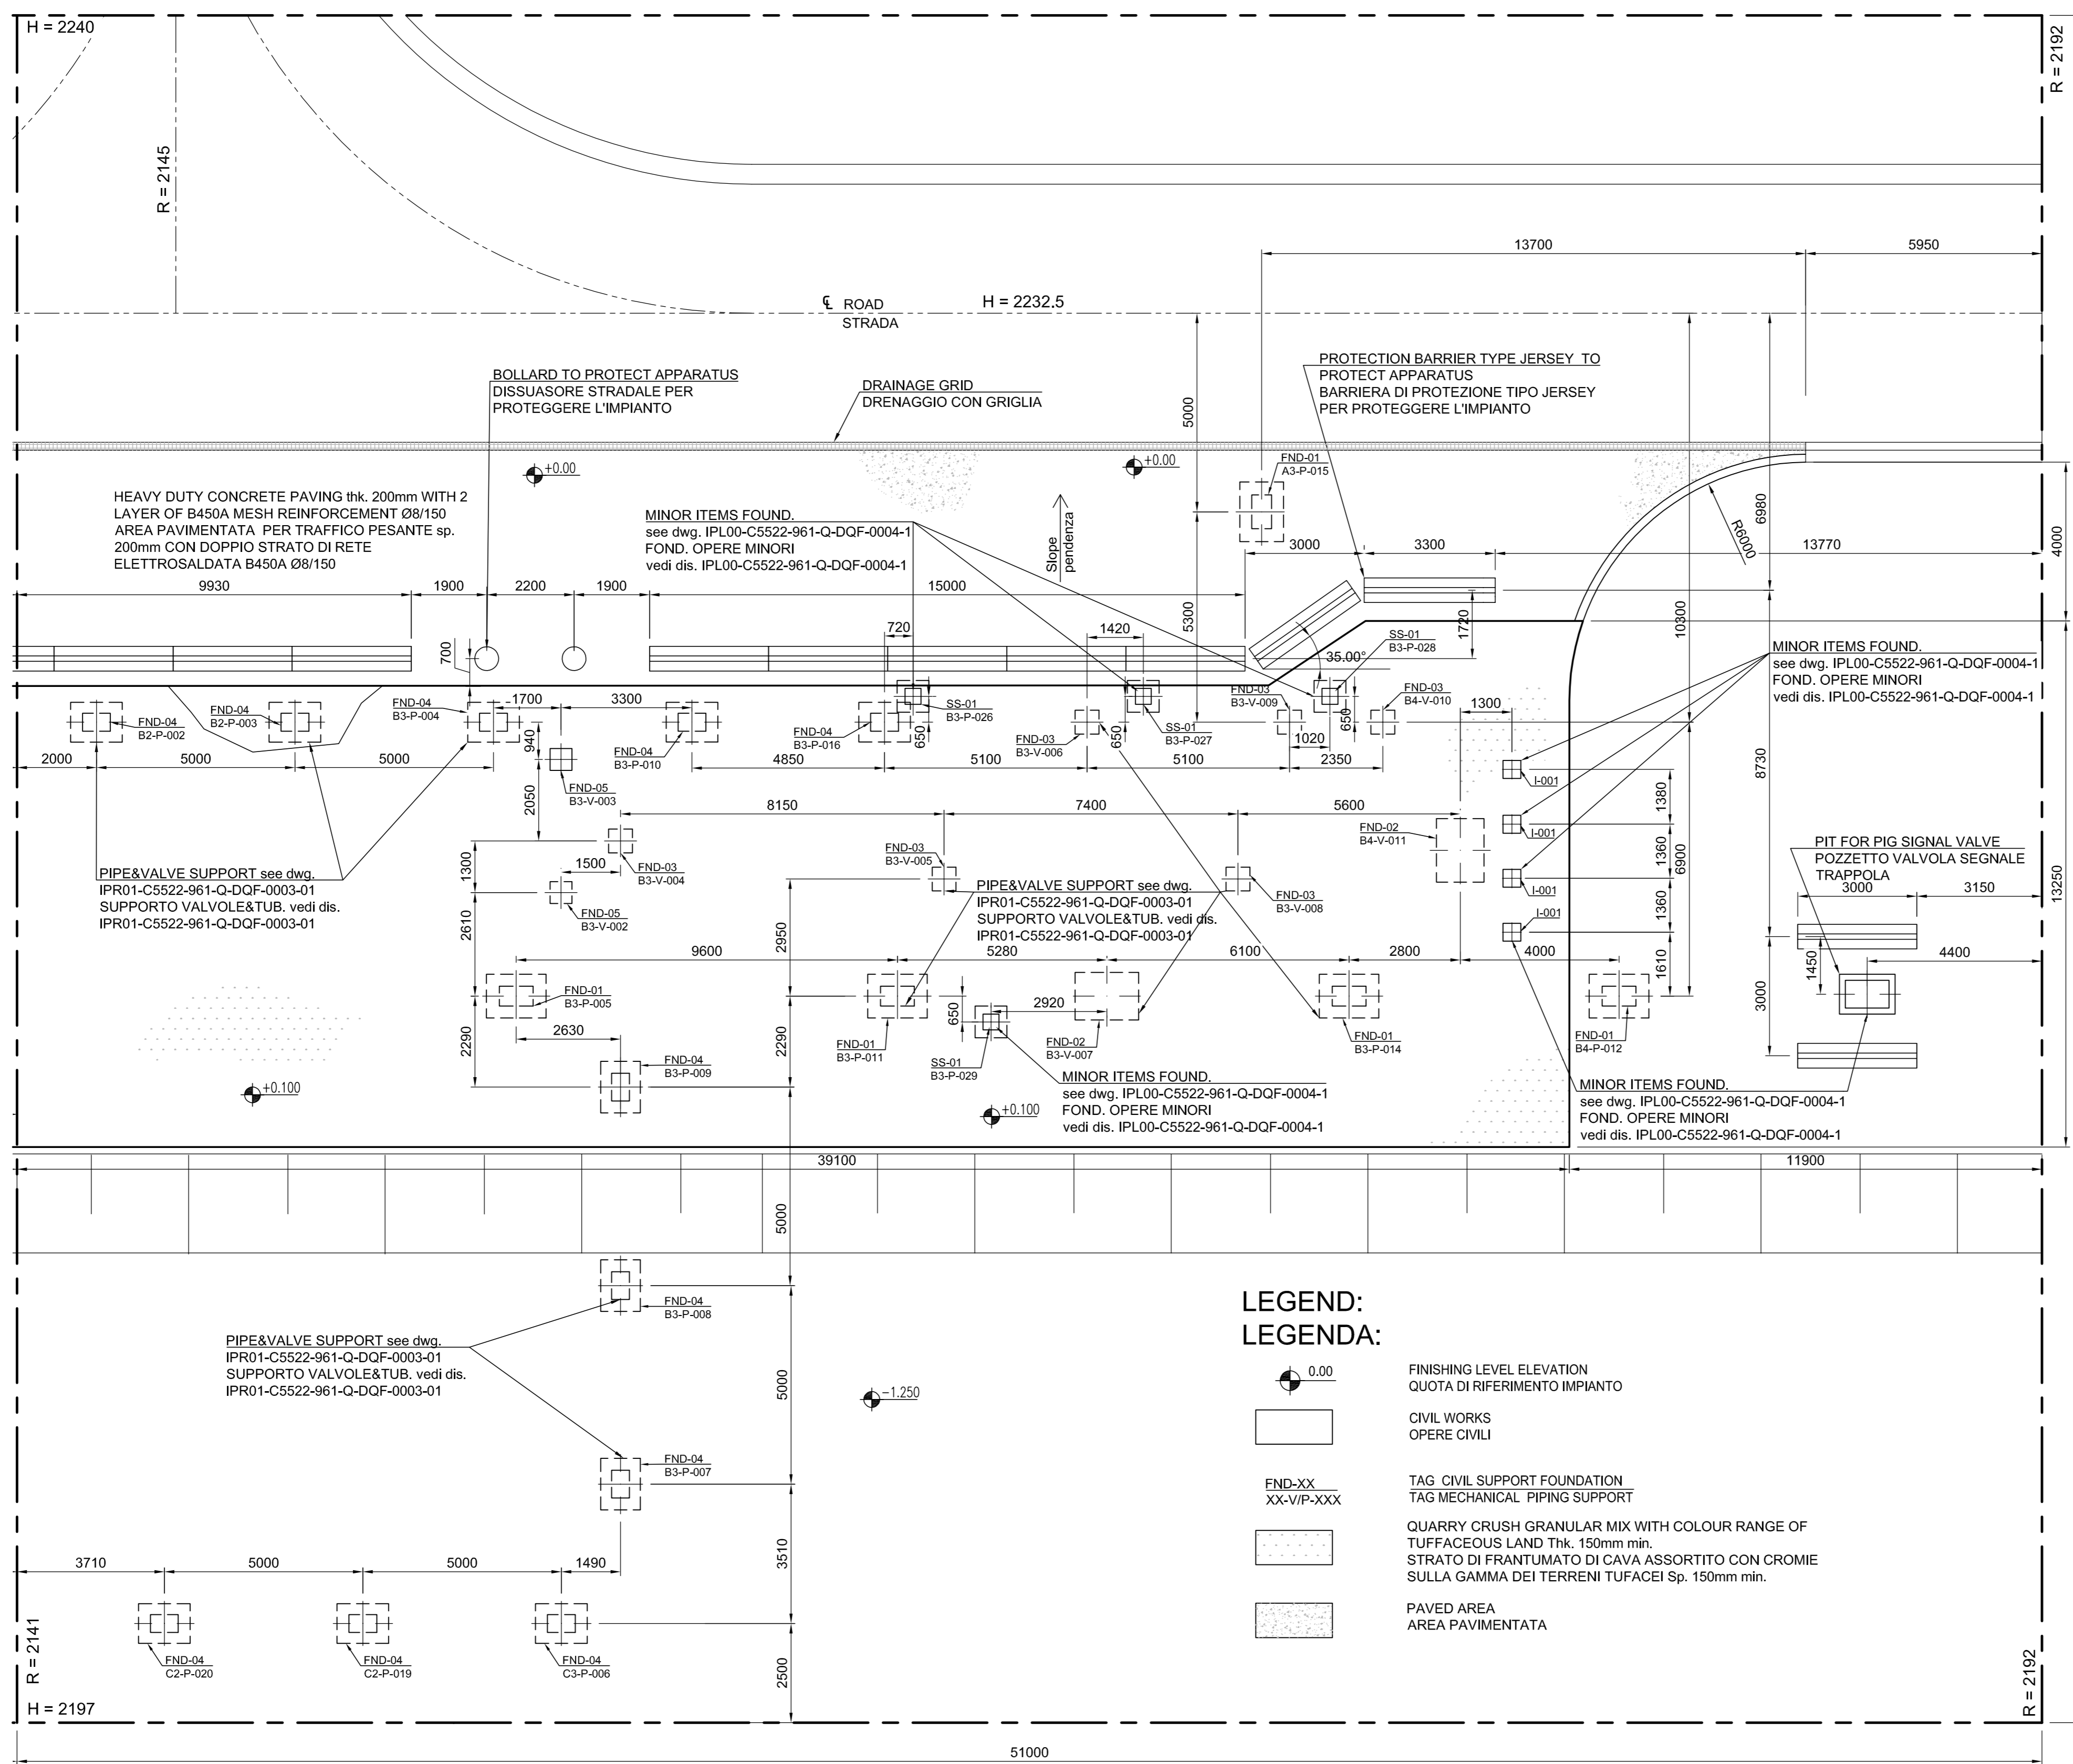 H = 2240
R = 2192
R = 2145
13700
5950
℄ ROAD
STRADA
H = 2232.5
BOLLARD TO PROTECT APPARATUS
DISSUASORE STRADALE PER
PROTEGGERE L'IMPIANTO
DRAINAGE GRID
DRENAGGIO CON GRIGLIA
5000
PROTECTION BARRIER TYPE JERSEY TO
PROTECT APPARATUS
BARRIERA DI PROTEZIONE TIPO JERSEY
PER PROTEGGERE L'IMPIANTO
+0.00
+0.00
FND-01
A3-P-015
HEAVY DUTY CONCRETE PAVING thk. 200mm WITH 2
LAYER OF B450A MESH REINFORCEMENT Ø8/150
AREA PAVIMENTATA PER TRAFFICO PESANTE sp.
200mm CON DOPPIO STRATO DI RETE
ELETTROSALDATA B450A Ø8/150
MINOR ITEMS FOUND.
see dwg. IPL00-C5522-961-Q-DQF-0004-1
FOND. OPERE MINORI
vedi dis. IPL00-C5522-961-Q-DQF-0004-1
Slope
pendenza
6980
R6000
4000
3000
3300
13770
9930
1900
2200
1900
15000
5300
10300
1720
720
1420
700
35.00°
SS-01
B3-P-028
MINOR ITEMS FOUND.
see dwg. IPL00-C5522-961-Q-DQF-0004-1
FOND. OPERE MINORI
vedi dis. IPL00-C5522-961-Q-DQF-0004-1
FND-04
B2-P-002
FND-04
B2-P-003
FND-04
B3-P-004
1700
3300
FND-04
B3-P-010
FND-04
B3-P-016
SS-01
B3-P-026
650
FND-03
B3-V-006
650
SS-01
B3-P-027
FND-03
B3-V-009
650
FND-03
B4-V-010
1300
1020
940
2000
5000
5000
4850
5100
5100
2350
8730
FND-05
B3-V-003
2050
I-001
1380
8150
7400
5600
FND-02
B4-V-011
I-001
1360
6900
PIT FOR PIG SIGNAL VALVE
POZZETTO VALVOLA SEGNALE
TRAPPOLA
PIPE&VALVE SUPPORT see dwg.
IPR01-C5522-961-Q-DQF-0003-01
SUPPORTO VALVOLE&TUB. vedi dis.
IPR01-C5522-961-Q-DQF-0003-01
1300
1500
FND-03
B3-V-004
FND-03
B3-V-005
PIPE&VALVE SUPPORT see dwg.
IPR01-C5522-961-Q-DQF-0003-01
SUPPORTO VALVOLE&TUB. vedi dis.
IPR01-C5522-961-Q-DQF-0003-01
FND-03
B3-V-008
I-001
1360
3000
3150
13250
FND-05
B3-V-002
2610
2950
I-001
9600
5280
6100
2800
4000
1610
1450
4400
FND-01
B3-P-005
3000
2630
2290
2290
FND-01
B3-P-011
650
2920
SS-01
B3-P-029
FND-02
B3-V-007
FND-01
B3-P-014
FND-01
B4-P-012
FND-04
B3-P-009
+0.100
+0.100
MINOR ITEMS FOUND.
see dwg. IPL00-C5522-961-Q-DQF-0004-1
FOND. OPERE MINORI
vedi dis. IPL00-C5522-961-Q-DQF-0004-1
MINOR ITEMS FOUND.
see dwg. IPL00-C5522-961-Q-DQF-0004-1
FOND. OPERE MINORI
vedi dis. IPL00-C5522-961-Q-DQF-0004-1
39100
11900
5000
FND-04
B3-P-008
PIPE&VALVE SUPPORT see dwg.
IPR01-C5522-961-Q-DQF-0003-01
SUPPORTO VALVOLE&TUB. vedi dis.
IPR01-C5522-961-Q-DQF-0003-01
5000
-1.250
FND-04
B3-P-007
3510
3710
5000
5000
1490
FND-04
C2-P-020
FND-04
C2-P-019
FND-04
C3-P-006
2500
R = 2141
H = 2197
LEGEND:
LEGENDA:
0.00
FINISHING LEVEL ELEVATION
QUOTA DI RIFERIMENTO IMPIANTO
CIVIL WORKS
OPERE CIVILI
FND-XX
XX-V/P-XXX
TAG CIVIL SUPPORT FOUNDATION
TAG MECHANICAL PIPING SUPPORT
QUARRY CRUSH GRANULAR MIX WITH COLOUR RANGE OF
TUFFACEOUS LAND Thk. 150mm min.
STRATO DI FRANTUMATO DI CAVA ASSORTITO CON CROMIE
SULLA GAMMA DEI TERRENI TUFACEI Sp. 150mm min.
PAVED AREA
AREA PAVIMENTATA
R = 2192
51000